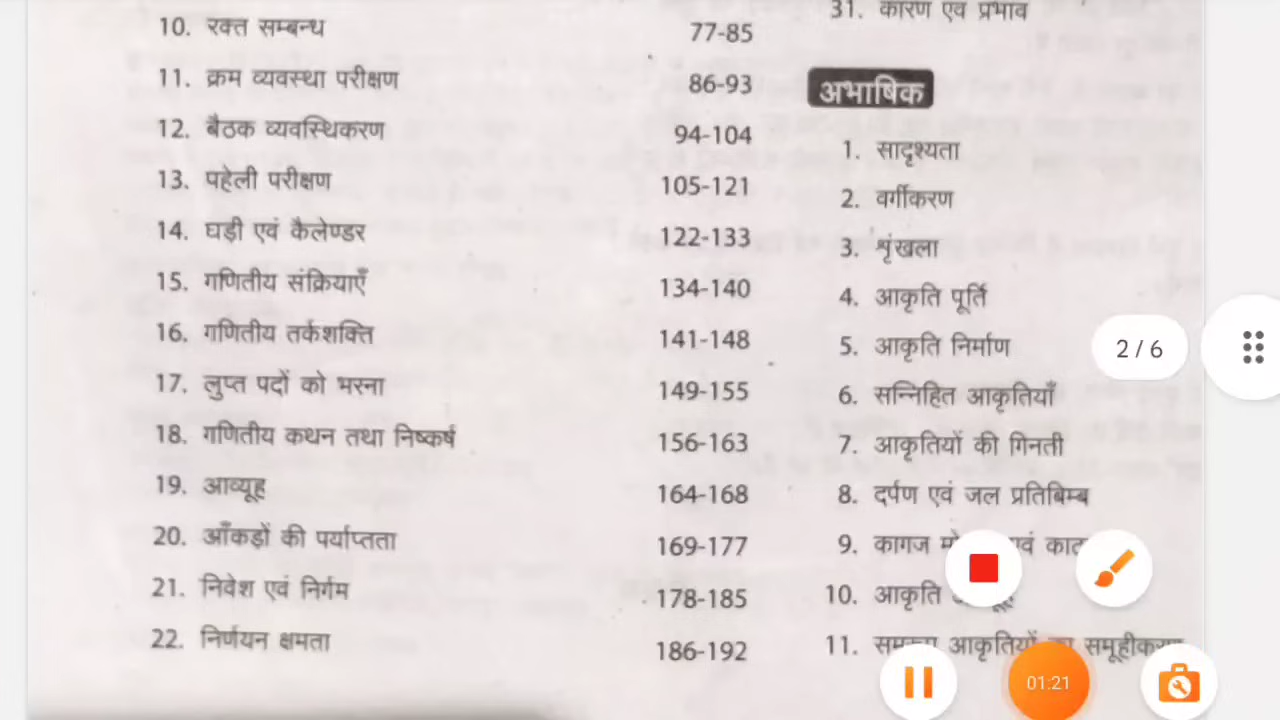 10. रक्त सम्बन्ध 77-85
11. क्रम व्यवस्था परीक्षण 86-93
12. बैठक व्यवस्थिकरण 94-104
13. पहेली परीक्षण 105-121
14. घड़ी एवं कैलेण्डर 122-133
15. गणितीय संक्रियाएँ 134-140
16. गणितीय तर्कशक्ति 141-148
17. लुप्त पदों को भरना 149-155
18. गणितीय कथन तथा निष्कर्ष 156-163
19. आव्यूह 164-168
20. आँकड़ों की पर्याप्तता 169-177
21. निवेश एवं निर्गम 178-185
22. निर्णयन क्षमता 186-192
31. कारण एवं प्रभाव
अभाषिक
1. सादृश्यता
2. वर्गीकरण
3. शृंखला
4. आकृति पूर्ति
5. आकृति निर्माण
6. सन्निहित आकृतियाँ
7. आकृतियों की गिनती
8. दर्पण एवं जल प्रतिबिम्ब
9. कागज एवं
10. आकृति
11. आकृतियों का समूहीकरण
2 / 6
01:21